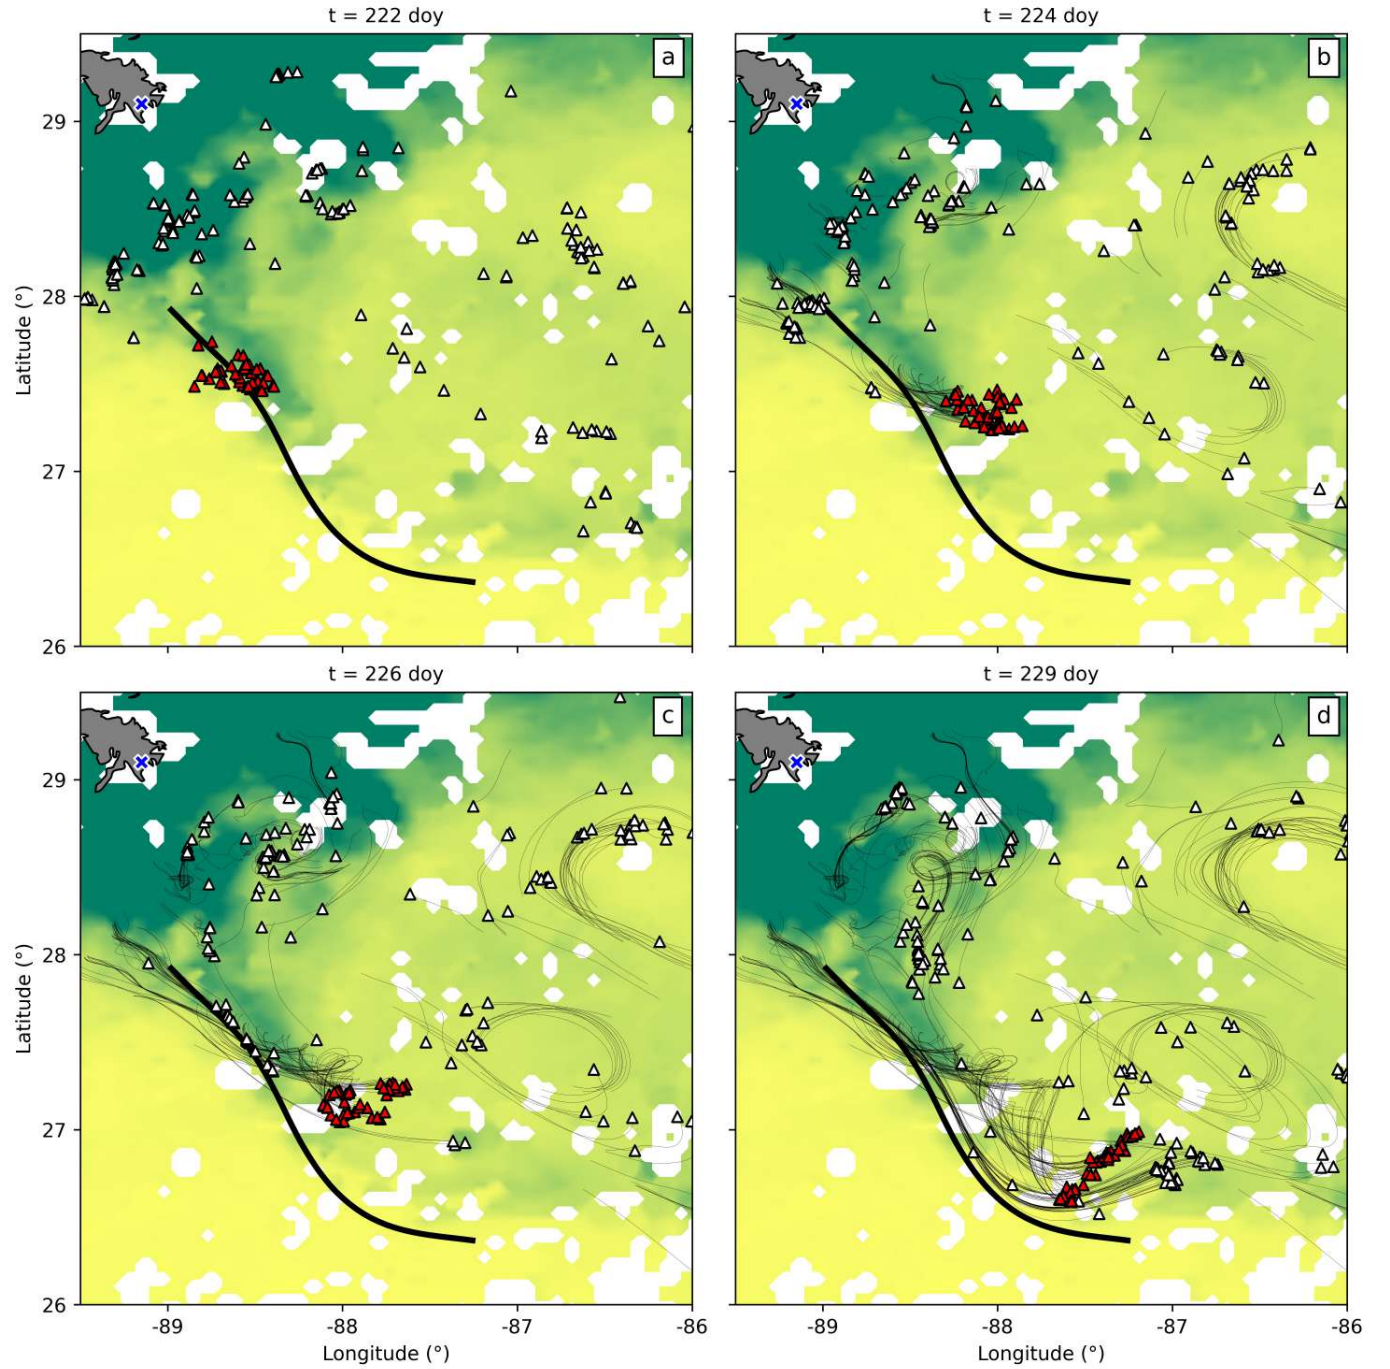 t = 222 doy
t = 224 doy
a
b
29
28
27
26
Latitude (°)
t = 226 doy
t = 229 doy
c
d
29
28
27
26
Latitude (°)
-89
-88
-87
-86
-89
-88
-87
-86
Longitude (°)
Longitude (°)